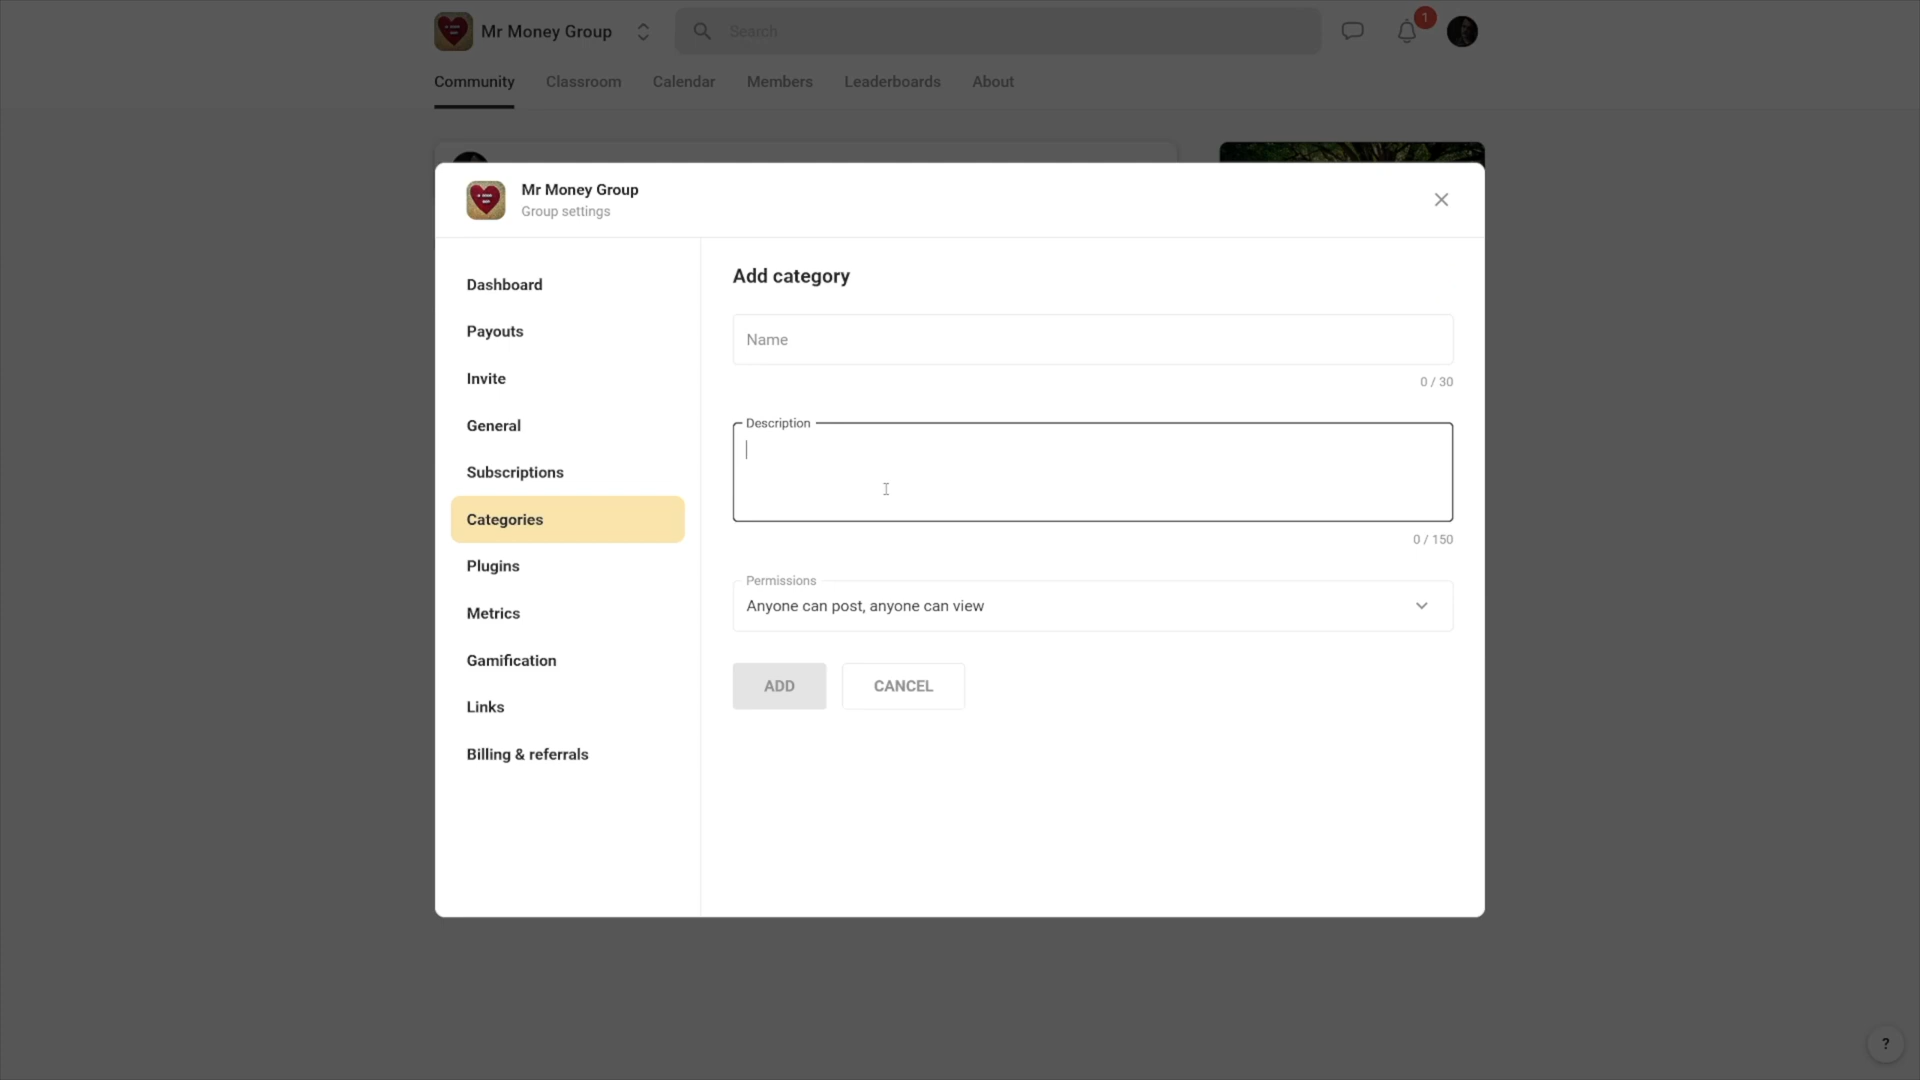 Mr Money Group
Search
1
Community Classroom Calendar Members Leaderboards About
Mr Money Group
Group settings
Dashboard
Payouts
Invite
General
Subscriptions
Categories
Plugins
Metrics
Gamification
Links
Billing & referrals
Add category
Name
0 / 30
Description
0 / 150
Permissions
Anyone can post, anyone can view
ADD CANCEL
?